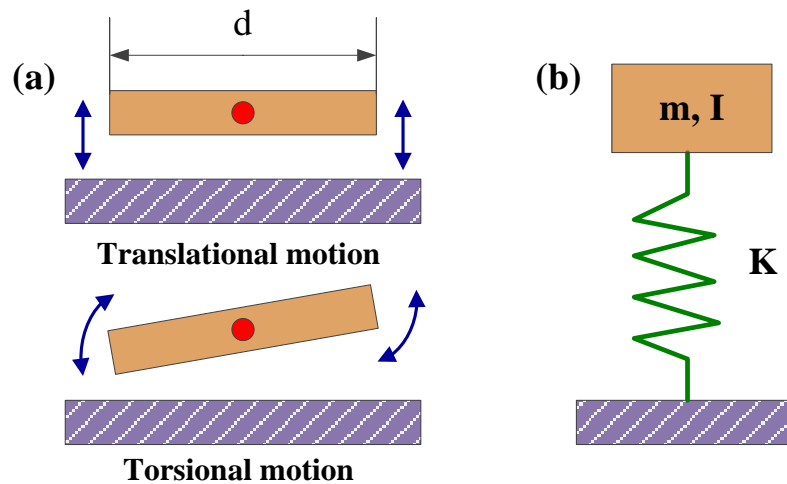 (a)
d
Translational motion
Torsional motion
(b)
m, I
K